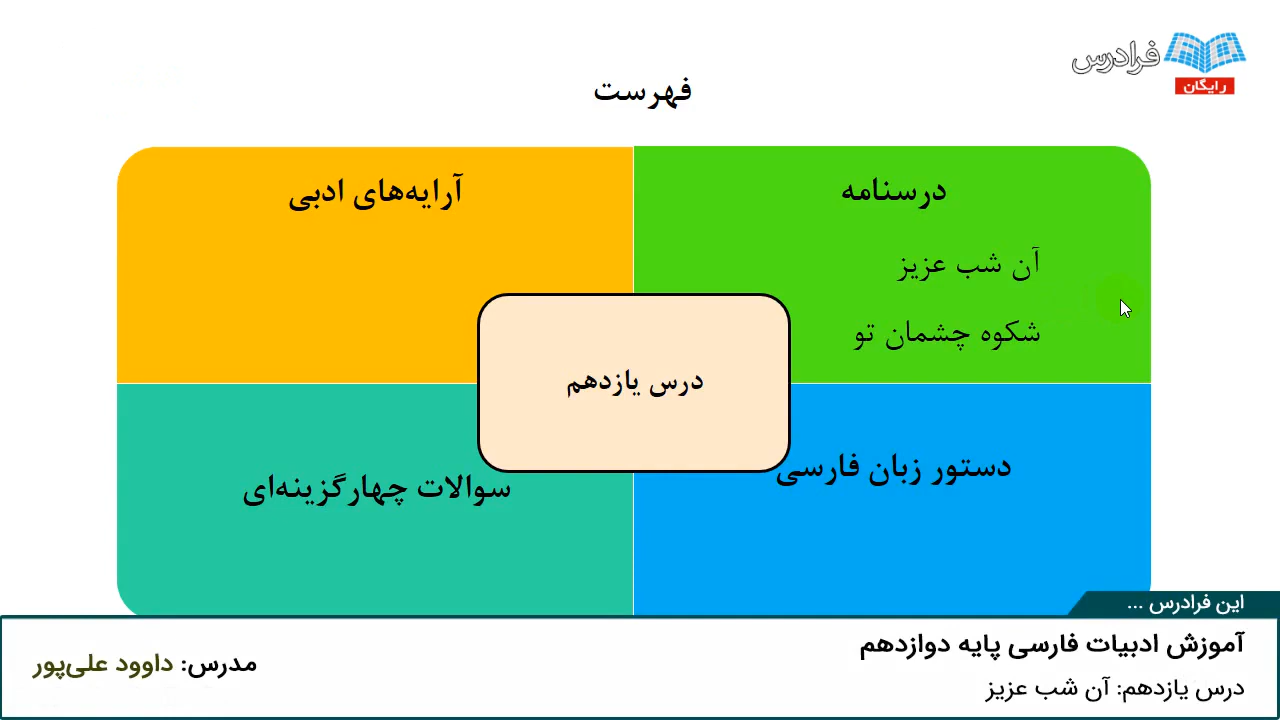 فرادرس
رایگان
فهرست
درسنامه
آن شب عزیز
شکوه چشمان تو
آرایه‌های ادبی
درس یازدهم
دستور زبان فارسی
سوالات چهارگزینه‌ای
این فرادرس ...
آموزش ادبیات فارسی پایه دوازدهم
درس یازدهم: آن شب عزیز
مدرس: داوود علی‌پور